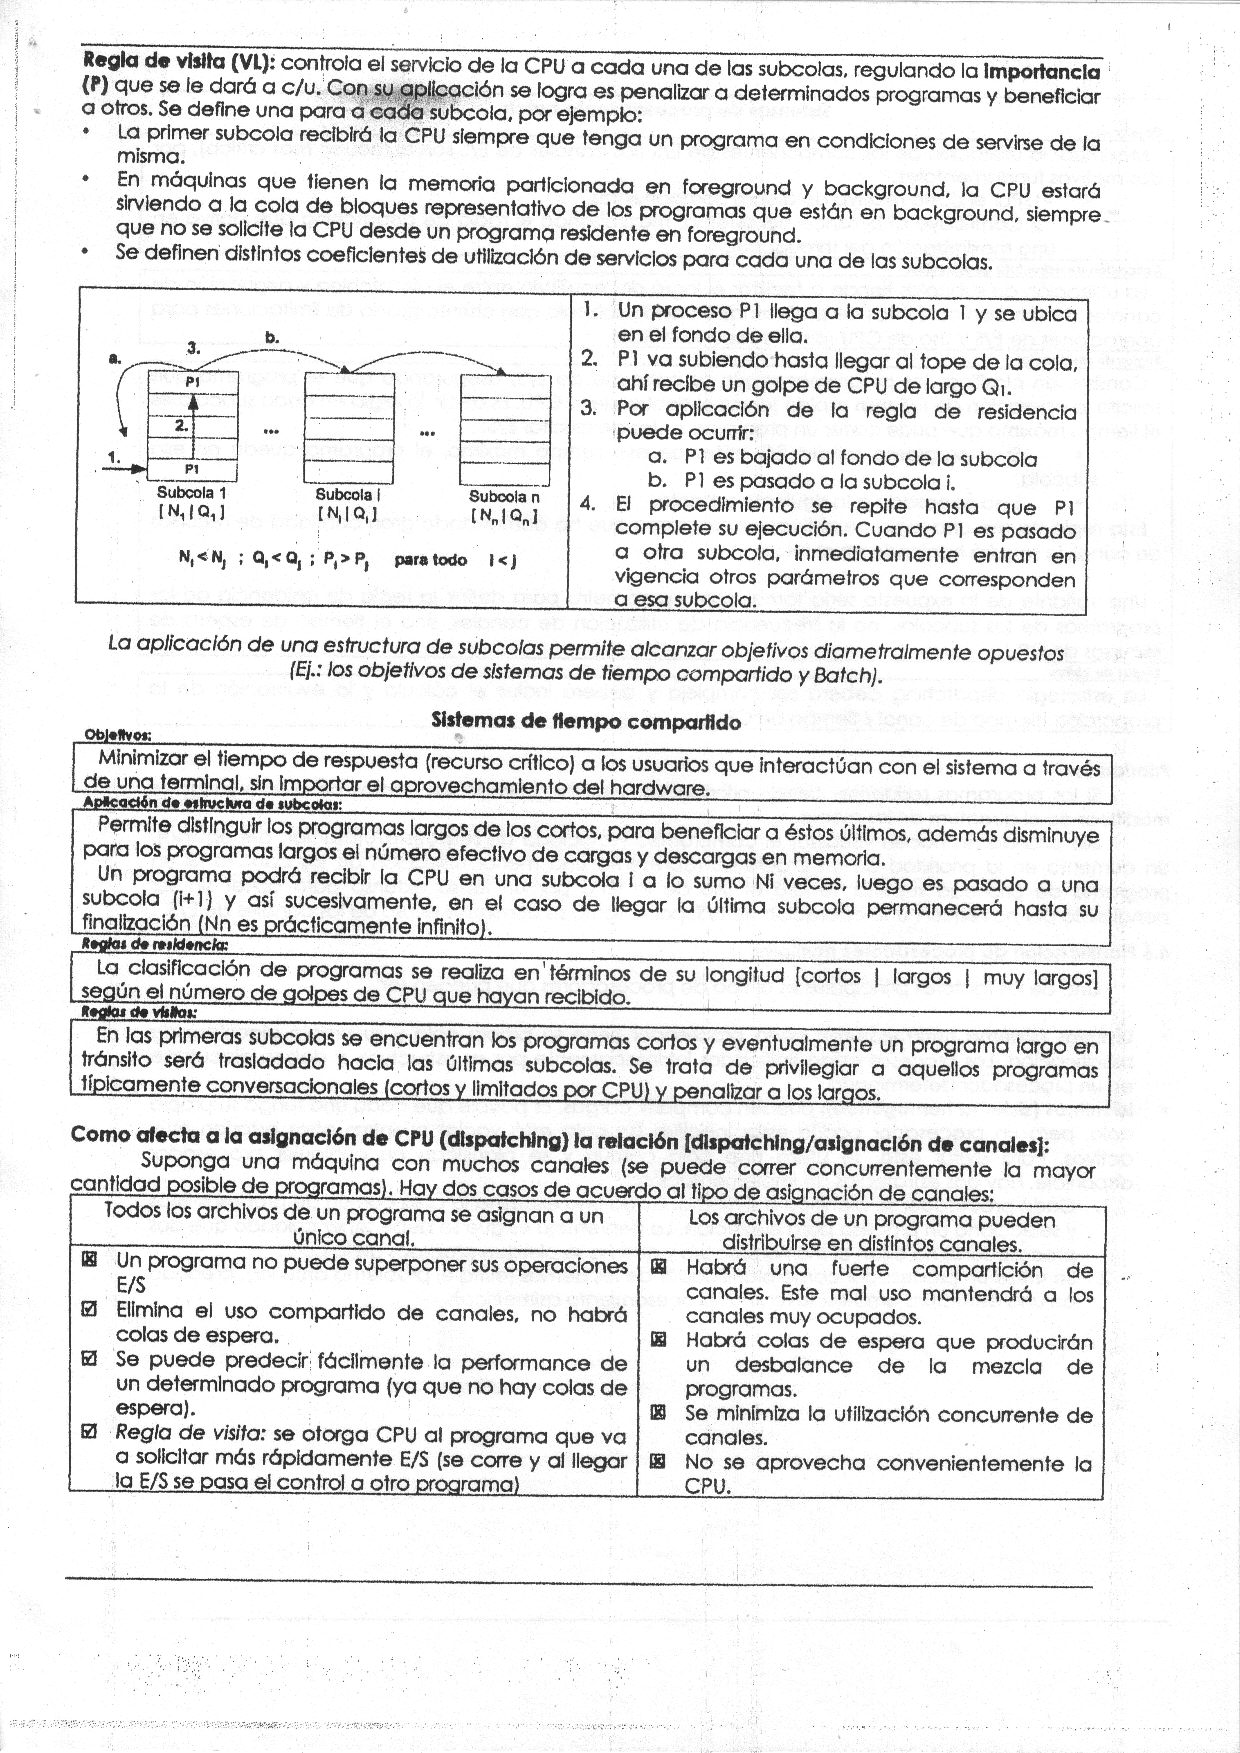 Regla de visita (VL): controla el servicio de la CPU a cada una de las subcolas, regulando la Importancia
(P) que se le dará a c/u. Con su aplicación se logra es penalizar a determinados programas y beneficiar
a otros. Se define una para a cada subcola, por ejemplo:
• La primer subcola recibirá la CPU siempre que tenga un programa en condiciones de servirse de la
misma.
• En máquinas que tienen la memoria particionada en foreground y background, la CPU estará
sirviendo a la cola de bloques representativo de los programas que están en background, siempre
que no se solicite la CPU desde un programa residente en foreground.
• Se definen distintos coeficientes de utilización de servicios para cada una de las subcolas.
a. 3. b.
P1
2.
... ...
1.
P1
Subcola 1 Subcola i Subcola n
[N₁|Q₁] [Nᵢ|Qᵢ] [Nₙ|Qₙ]
Nᵢ<Nⱼ ; Qᵢ<Qⱼ ; Pᵢ>Pⱼ para todo i<j
1. Un proceso P1 llega a la subcola 1 y se ubica
en el fondo de ella.
2. P1 va subiendo hasta llegar al tope de la cola,
ahí recibe un golpe de CPU de largo Q₁.
3. Por aplicación de la regla de residencia
puede ocurrir:
a. P1 es bajado al fondo de la subcola
b. P1 es pasado a la subcola i.
4. El procedimiento se repite hasta que P1
complete su ejecución. Cuando P1 es pasado
a otra subcola, inmediatamente entran en
vigencia otros parámetros que corresponden
a esa subcola.
La aplicación de una estructura de subcolas permite alcanzar objetivos diametralmente opuestos
(Ej.: los objetivos de sistemas de tiempo compartido y Batch).
Sistemas de tiempo compartido
Objetivos:
Minimizar el tiempo de respuesta (recurso crítico) a los usuarios que interactúan con el sistema a través
de una terminal, sin importar el aprovechamiento del hardware.
Aplicación de estructura de subcolas:
Permite distinguir los programas largos de los cortos, para beneficiar a éstos últimos, además disminuye
para los programas largos el número efectivo de cargas y descargas en memoria.
Un programa podrá recibir la CPU en una subcola i a lo sumo Ni veces, luego es pasado a una
subcola (i+1) y así sucesivamente, en el caso de llegar la última subcola permanecerá hasta su
finalización (Nn es prácticamente infinito).
Reglas de residencia:
La clasificación de programas se realiza en términos de su longitud [cortos | largos | muy largos]
según el número de golpes de CPU que hayan recibido.
Reglas de visitas:
En las primeras subcolas se encuentran los programas cortos y eventualmente un programa largo en
tránsito será trasladado hacia las últimas subcolas. Se trata de privilegiar a aquellos programas
típicamente conversacionales (cortos y limitados por CPU) y penalizar a los largos.
Como afecta a la asignación de CPU (dispatching) la relación [dispatching/asignación de canales]:
Suponga una máquina con muchos canales (se puede correr concurrentemente la mayor
cantidad posible de programas). Hay dos casos de acuerdo al tipo de asignación de canales:
Todos los archivos de un programa se asignan a un
único canal.
☒ Un programa no puede superponer sus operaciones
E/S
☑ Elimina el uso compartido de canales, no habrá
colas de espera.
☑ Se puede predecir fácilmente la performance de
un determinado programa (ya que no hay colas de
espera).
☑ Regla de visita: se otorga CPU al programa que va
a solicitar más rápidamente E/S (se corre y al llegar
la E/S se pasa el control a otro programa)
Los archivos de un programa pueden
distribuirse en distintos canales.
☒ Habrá una fuerte compartición de
canales. Este mal uso mantendrá a los
canales muy ocupados.
☒ Habrá colas de espera que producirán
un desbalance de la mezcla de
programas.
☒ Se minimiza la utilización concurrente de
canales.
☒ No se aprovecha convenientemente la
CPU.